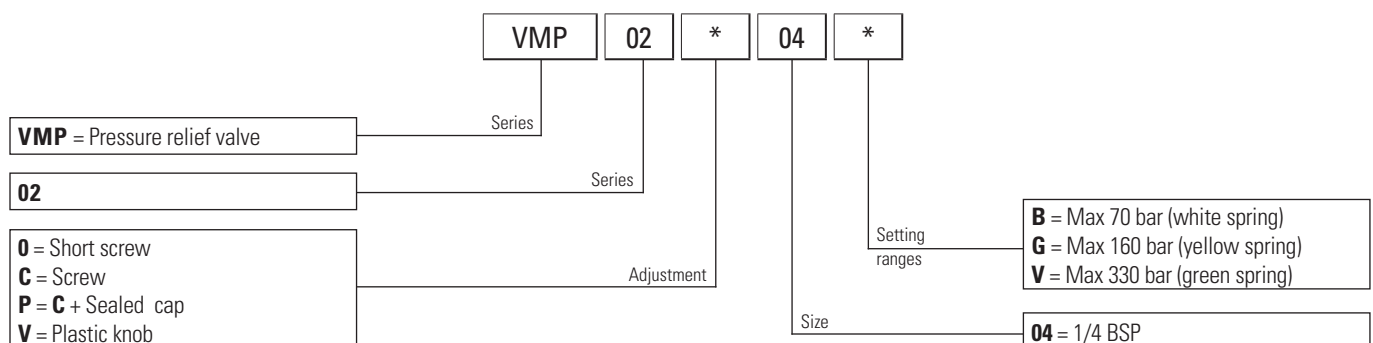 VMP 02 * 04 *
Series
VMP = Pressure relief valve
Series
02
0 = Short screw
C = Screw
P = C + Sealed cap
V = Plastic knob
Adjustment
Setting
ranges
B = Max 70 bar (white spring)
G = Max 160 bar (yellow spring)
V = Max 330 bar (green spring)
Size
04 = 1/4 BSP